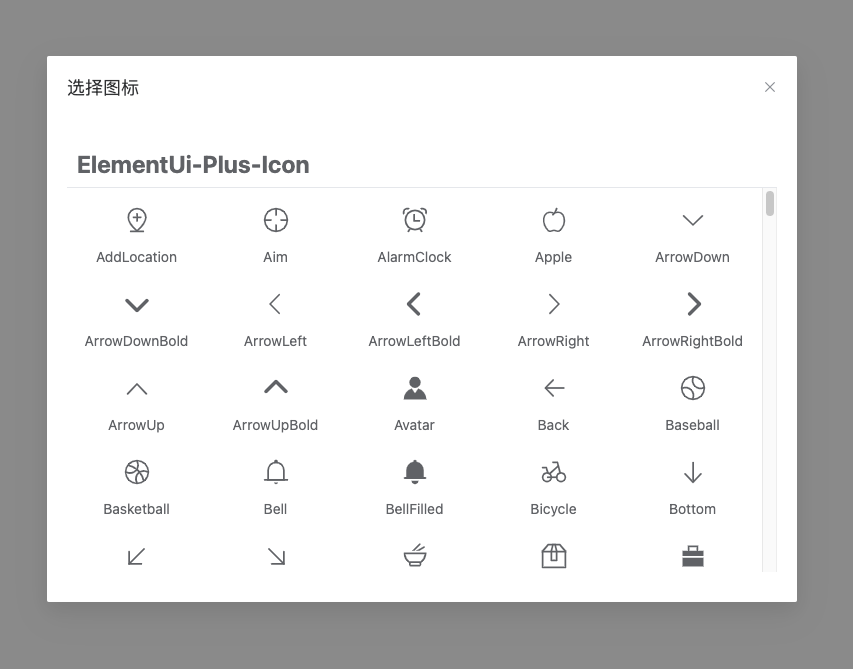 选择图标
ElementUi-Plus-Icon
AddLocation Aim AlarmClock Apple ArrowDown
ArrowDownBold ArrowLeft ArrowLeftBold ArrowRight ArrowRightBold
ArrowUp ArrowUpBold Avatar Back Baseball
Basketball Bell BellFilled Bicycle Bottom